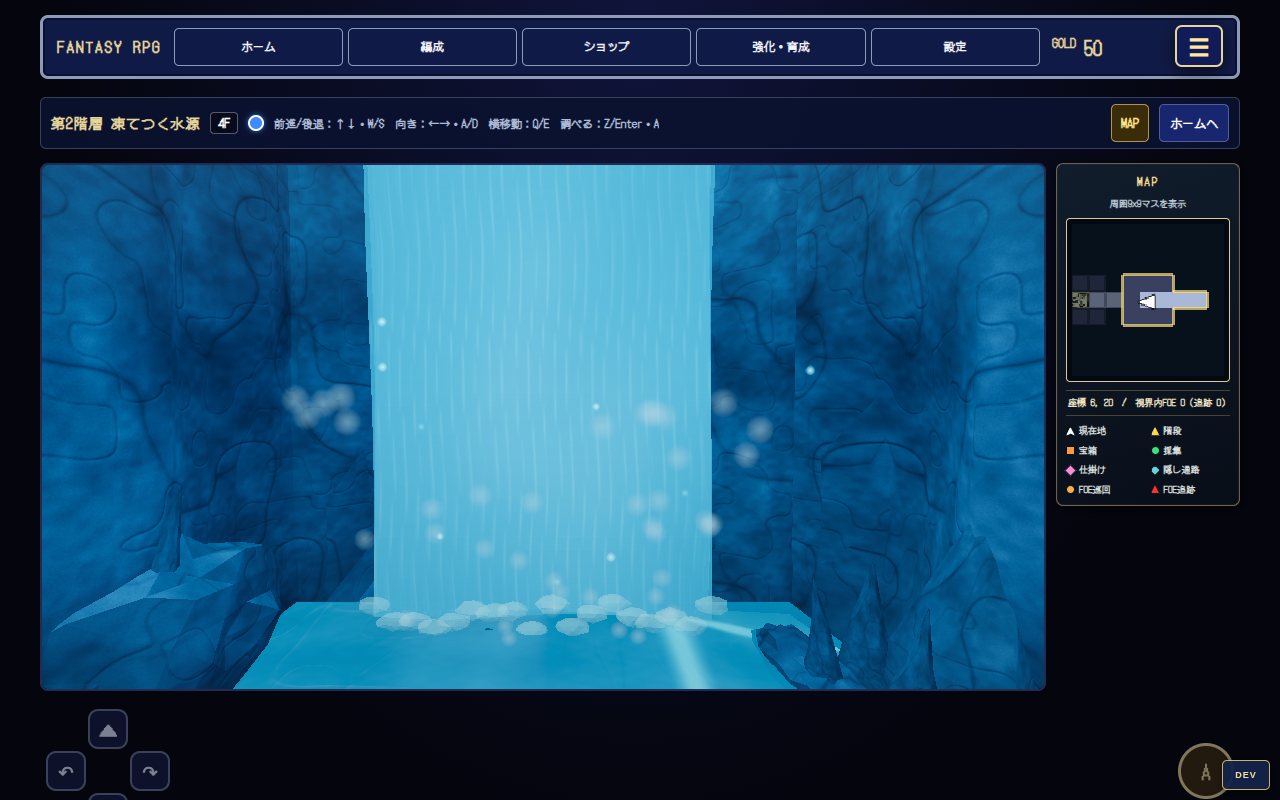 FANTASY RPG
ホーム
編成
ショップ
強化・育成
設定
GOLD 50
第2階層 凍てつく水源
4F
前進/後退：↑↓・W/S 向き：←→・A/D 横移動：Q/E 調べる：Z/Enter・A
MAP
ホームへ
MAP
周囲9x9マスを表示
座標 6, 20 / 視界内FOE 0 (追跡 0)
現在地
階段
宝箱
採集
仕掛け
隠し通路
FOE巡回
FOE追跡
A
DEV